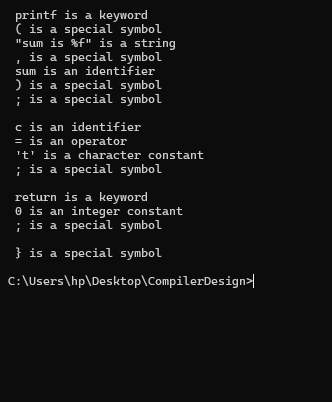 printf is a keyword
( is a special symbol
"sum is %f" is a string
, is a special symbol
sum is an identifier
) is a special symbol
; is a special symbol
c is an identifier
= is an operator
't' is a character constant
; is a special symbol
return is a keyword
0 is an integer constant
; is a special symbol
} is a special symbol
C:\Users\hp\Desktop\CompilerDesign>